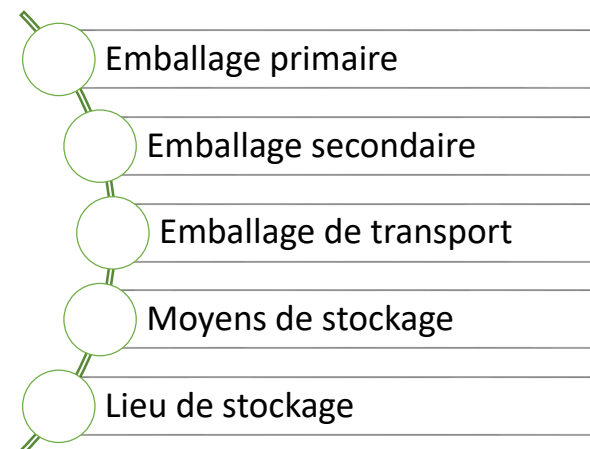 Emballage primaire
Emballage secondaire
Emballage de transport
Moyens de stockage
Lieu de stockage